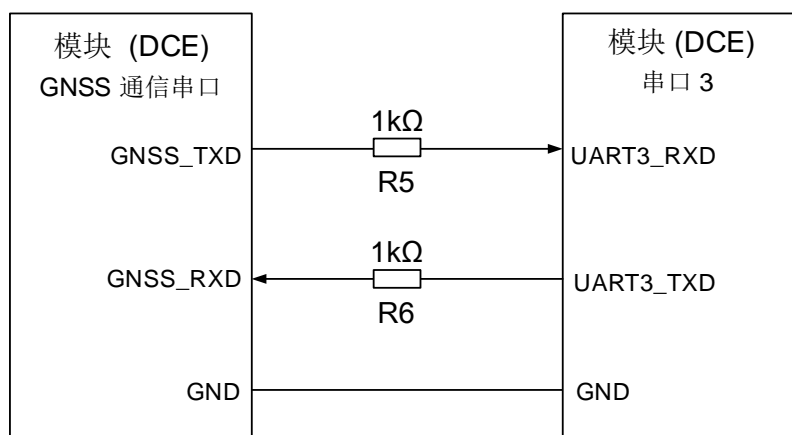 模块 (DCE)
GNSS 通信串口
模块 (DCE)
串口 3
1kΩ
GNSS_TXD
UART3_RXD
R5
1kΩ
GNSS_RXD
UART3_TXD
R6
GND
GND